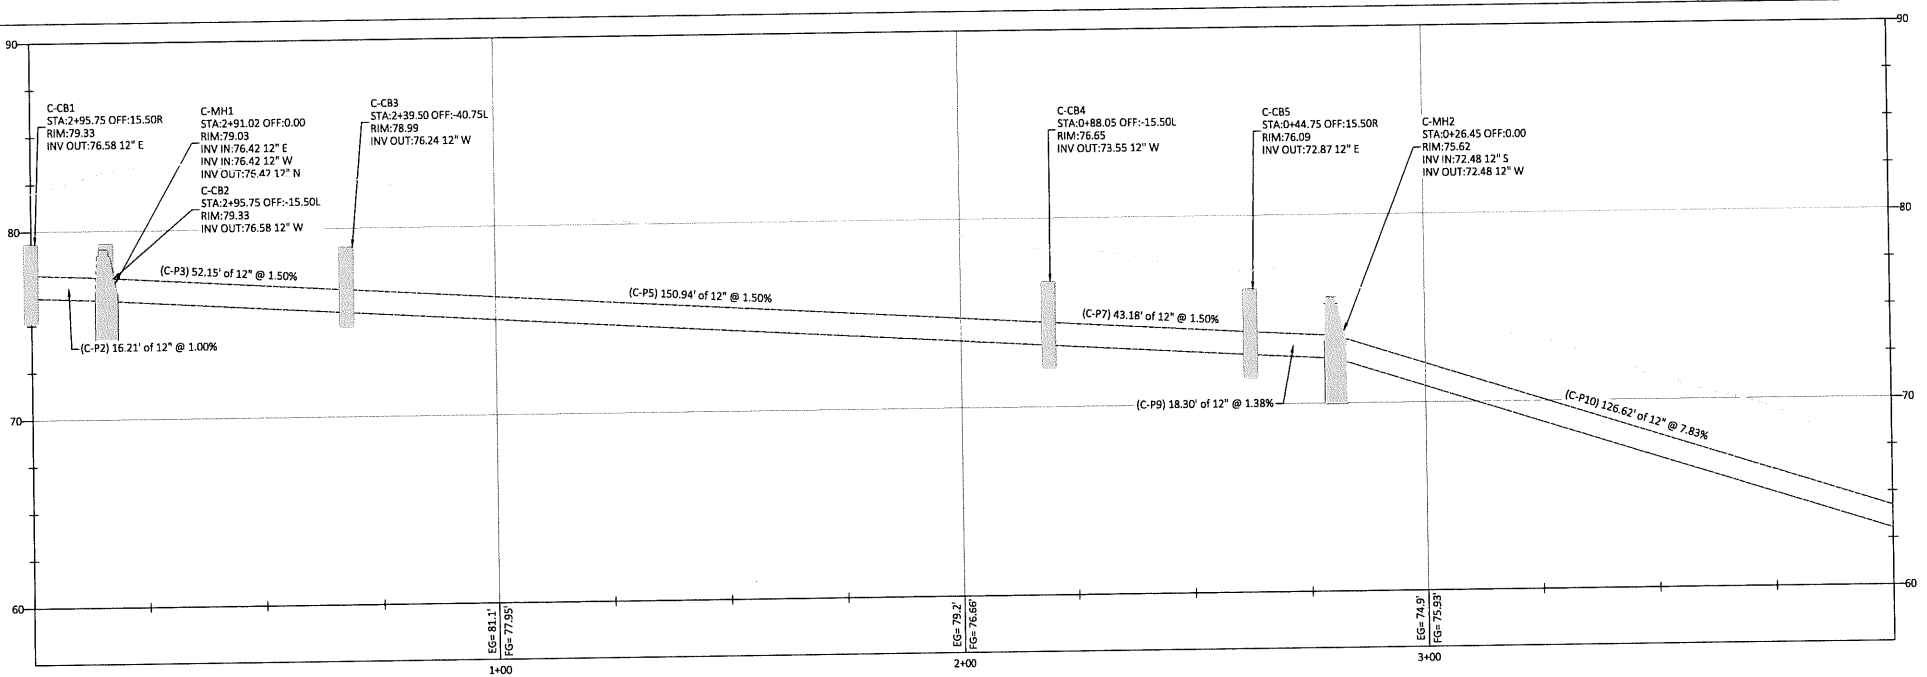 90
90
C-CB1
STA:2+95.75 OFF:15.50R
RIM:79.33
INV OUT:76.58 12" E
C-MH1
STA:2+91.02 OFF:0.00
RIM:79.03
INV IN:76.42 12" E
INV IN:76.42 12" W
INV OUT:76.42 12" N
C-CB2
STA:2+95.75 OFF:-15.50L
RIM:79.33
INV OUT:76.58 12" W
C-CB3
STA:2+39.50 OFF:-40.75L
RIM:78.99
INV OUT:76.24 12" W
C-CB4
STA:0+88.05 OFF:-15.50L
RIM:76.65
INV OUT:73.55 12" W
C-CB5
STA:0+44.75 OFF:15.50R
RIM:76.09
INV OUT:72.87 12" E
C-MH2
STA:0+26.45 OFF:0.00
RIM:75.62
INV IN:72.48 12" S
INV OUT:72.48 12" W
80
80
(C-P3) 52.15' of 12" @ 1.50%
(C-P5) 150.94' of 12" @ 1.50%
(C-P7) 43.18' of 12" @ 1.50%
(C-P2) 16.21' of 12" @ 1.00%
(C-P9) 18.30' of 12" @ 1.38%
(C-P10) 126.62' of 12" @ 7.83%
70
70
60
60
EG= 81.1'
FG= 77.95'
EG= 79.2'
FG= 76.66'
EG= 74.9'
FG= 75.93'
1+00
2+00
3+00